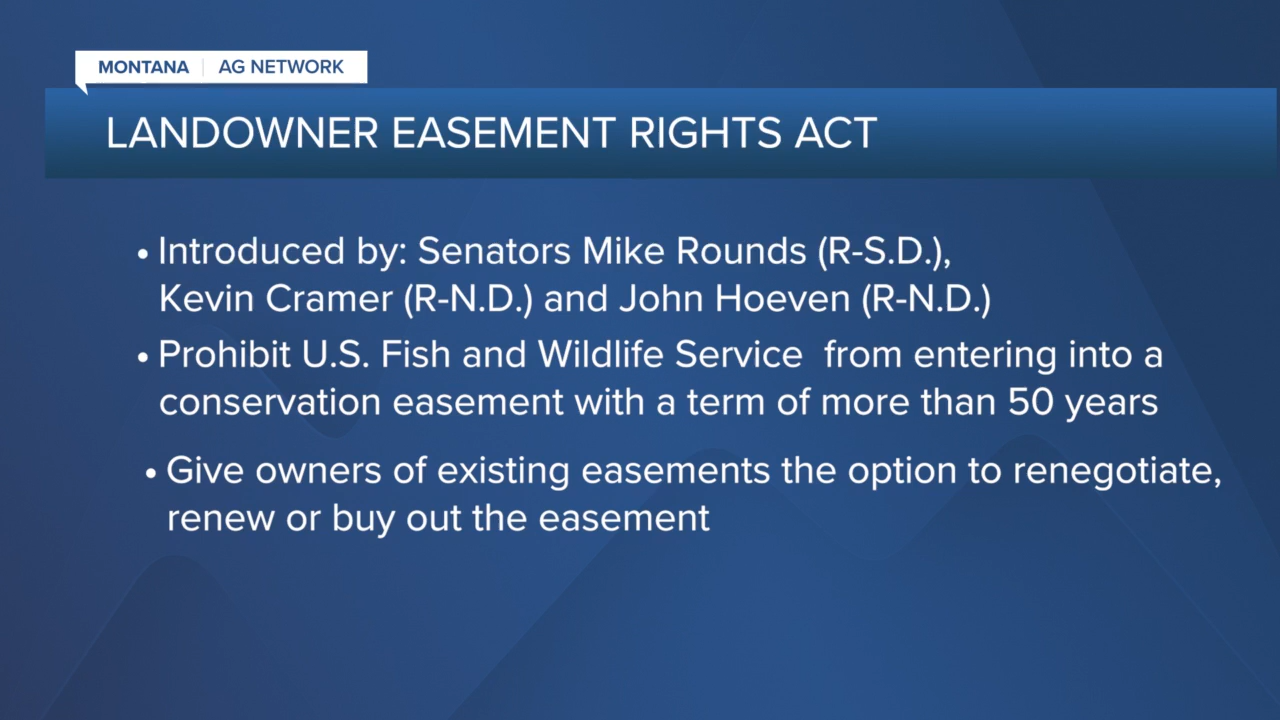 MONTANA | AG NETWORK
LANDOWNER EASEMENT RIGHTS ACT
• Introduced by: Senators Mike Rounds (R-S.D.),
Kevin Cramer (R-N.D.) and John Hoeven (R-N.D.)
• Prohibit U.S. Fish and Wildlife Service  from entering into a
conservation easement with a term of more than 50 years
• Give owners of existing easements the option to renegotiate,
renew or buy out the easement